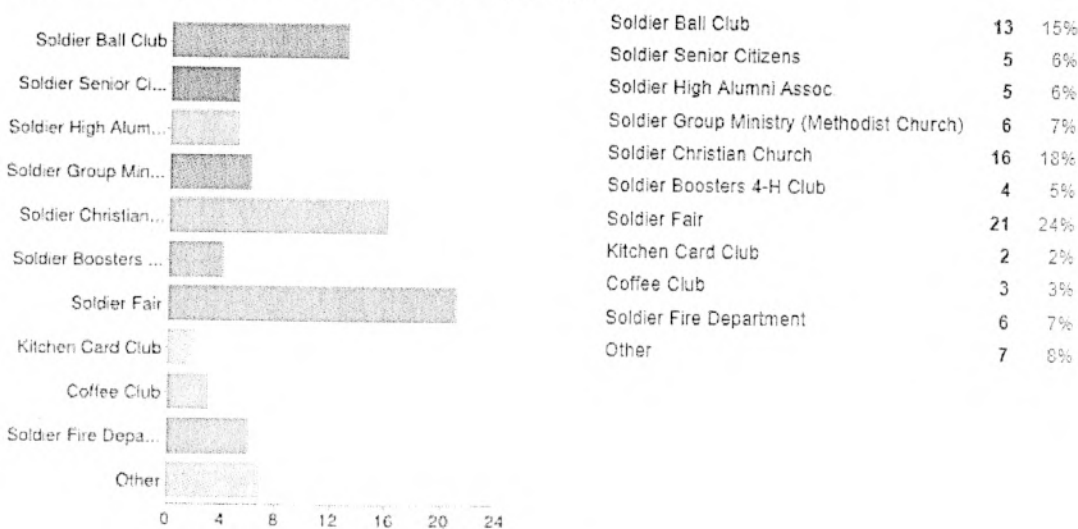 Soldier Ball Club
Soldier Senior Ci...
Soldier High Alum...
Soldier Group Min...
Soldier Christian...
Soldier Boosters ...
Soldier Fair
Kitchen Card Club
Coffee Club
Soldier Fire Depa...
Other
0 4 8 12 16 20 24
Soldier Ball Club 13 15%
Soldier Senior Citizens 5 6%
Soldier High Alumni Assoc 5 6%
Soldier Group Ministry (Methodist Church) 6 7%
Soldier Christian Church 16 18%
Soldier Boosters 4-H Club 4 5%
Soldier Fair 21 24%
Kitchen Card Club 2 2%
Coffee Club 3 3%
Soldier Fire Department 6 7%
Other 7 8%